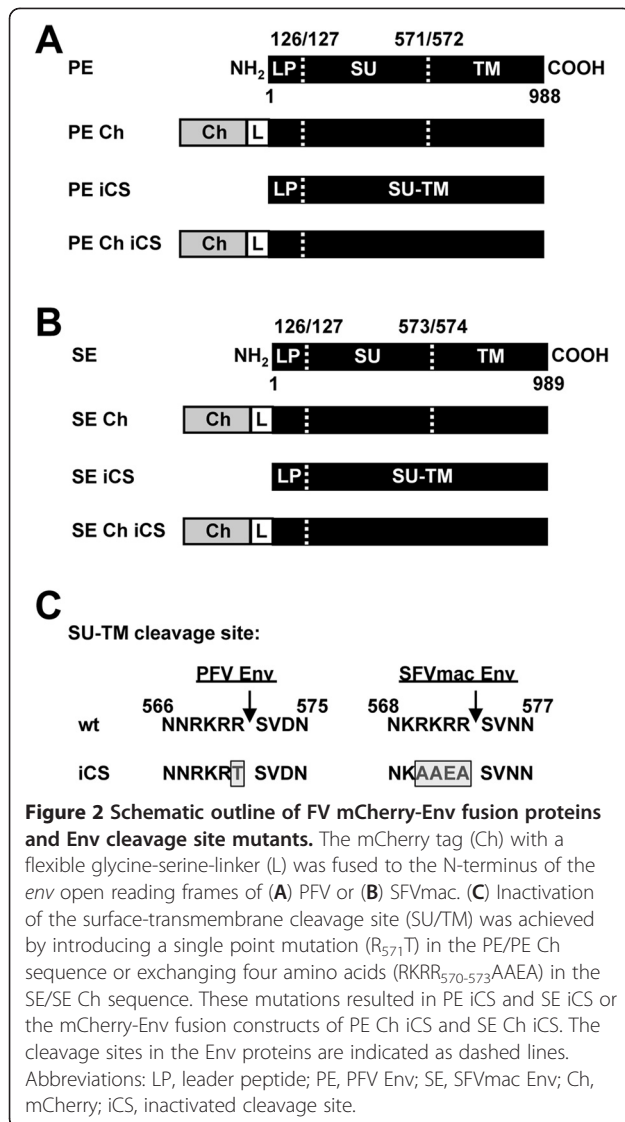 A
126/127 571/572
PE NH2 LP SU TM COOH
1 988
PE Ch Ch L
PE iCS LP SU-TM
PE Ch iCS Ch L
B
126/127 573/574
SE NH2 LP SU TM COOH
1 989
SE Ch Ch L
SE iCS LP SU-TM
SE Ch iCS Ch L
C
SU-TM cleavage site:
PFV Env SFVmac Env
566 575 568 577
wt NNRKRR SVDN NKRKRR SVNN
iCS NNRKRT SVDN NKAAEA SVNN
Figure 2 Schematic outline of FV mCherry-Env fusion proteins
and Env cleavage site mutants. The mCherry tag (Ch) with a
flexible glycine-serine-linker (L) was fused to the N-terminus of the
env open reading frames of (A) PFV or (B) SFVmac. (C) Inactivation
of the surface-transmembrane cleavage site (SU/TM) was achieved
by introducing a single point mutation (R571T) in the PE/PE Ch
sequence or exchanging four amino acids (RKRR570-573AAEA) in the
SE/SE Ch sequence. These mutations resulted in PE iCS and SE iCS or
the mCherry-Env fusion constructs of PE Ch iCS and SE Ch iCS. The
cleavage sites in the Env proteins are indicated as dashed lines.
Abbreviations: LP, leader peptide; PE, PFV Env; SE, SFVmac Env; Ch,
mCherry; iCS, inactivated cleavage site.